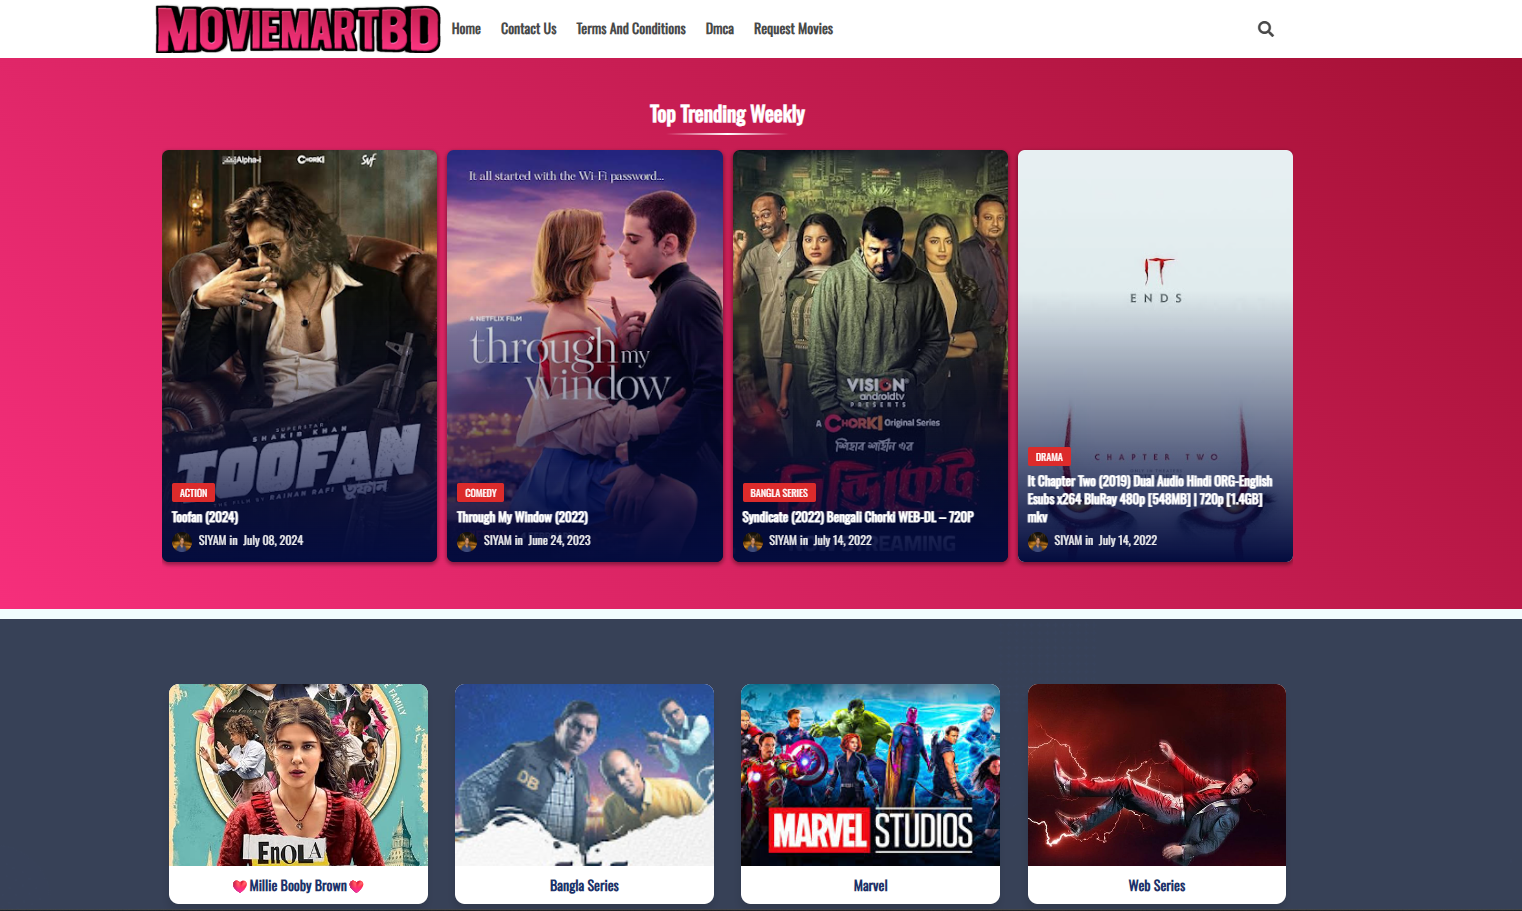 MOVIEMARTBD
Home
Contact Us
Terms And Conditions
Dmca
Request Movies
Top Trending Weekly
Alpha-i
CHORKI
SVF
SUPERSTAR
SHAKIB KHAN
TOOFAN
A FILM BY RAIHAN RAFI
তুফান
ACTION
Toofan (2024)
SIYAM in July 08, 2024
It all started with the Wi-Fi password...
A NETFLIX FILM
through my
window
COMEDY
Through My Window (2022)
SIYAM in June 24, 2023
VISION
androidtv
PRESENTS
A CHORKI Original Series
শিহাব শাহীন এর
সিন্ডিকেট
BANGLA SERIES
Syndicate (2022) Bengali Chorki WEB-DL – 720P
SIYAM in July 14, 2022
STREAMING
IT
ENDS
CHAPTER TWO
DRAMA
It Chapter Two (2019) Dual Audio Hindi ORG-English
Esubs x264 BluRay 480p [548MB] | 720p [1.4GB]
mkv
SIYAM in July 14, 2022
FAMILY
ENOLA
💔Millie Booby Brown💔
DB
Bangla Series
MARVEL STUDIOS
Marvel
Web Series